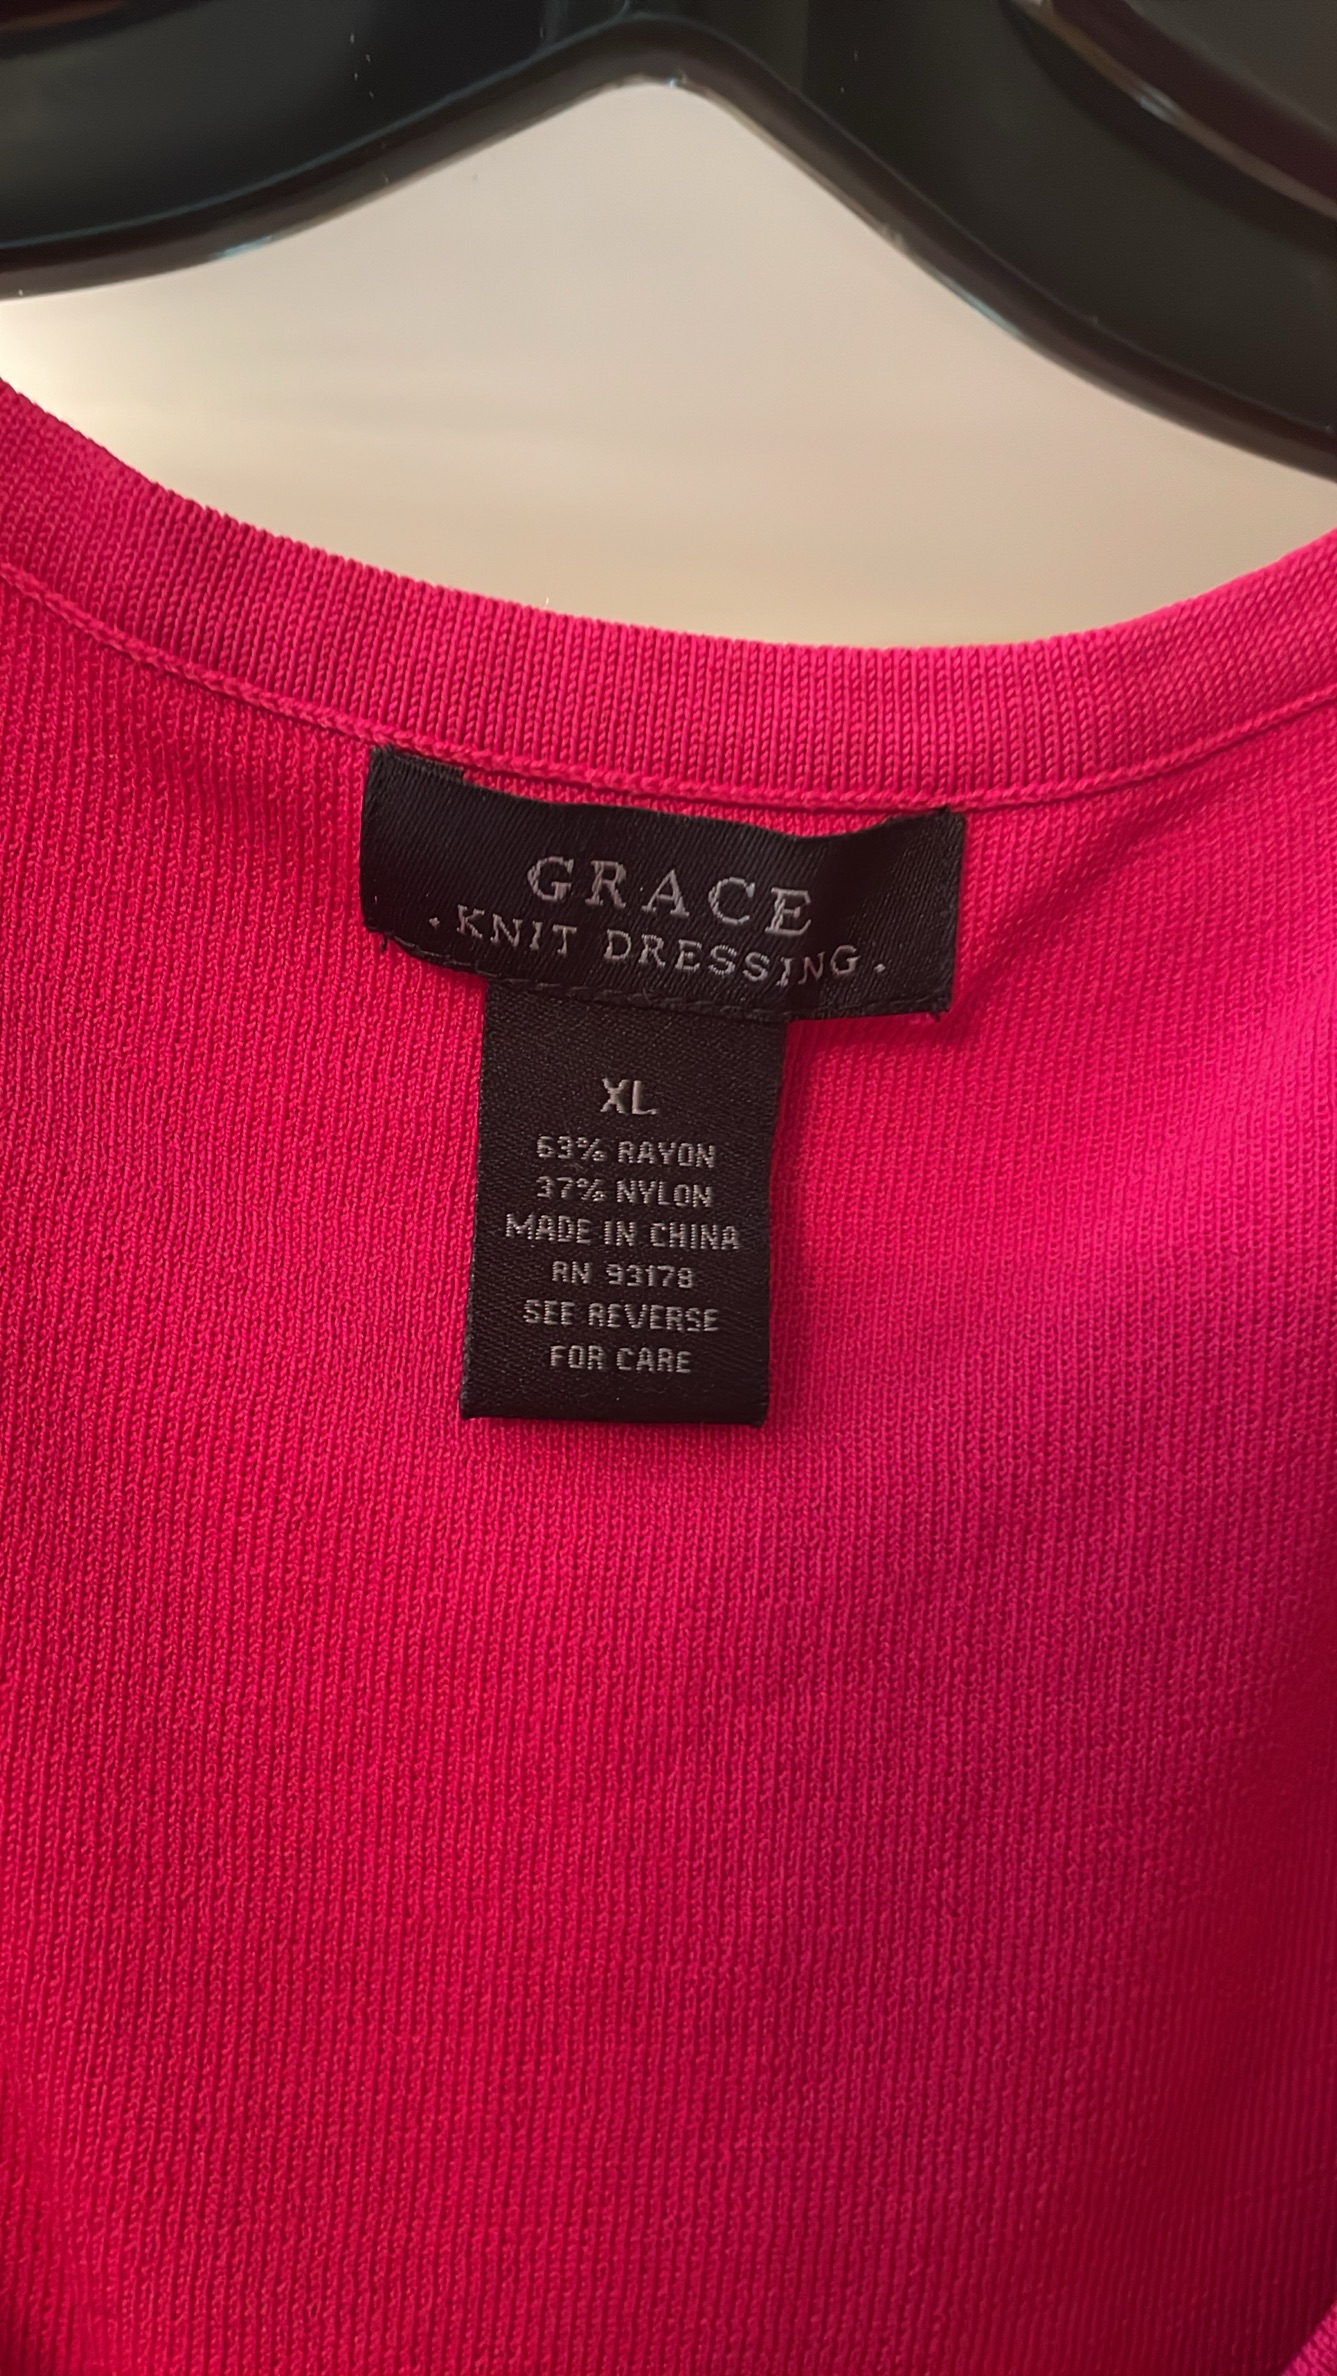 GRACE
. KNIT DRESSING .
XL
63% RAYON
37% NYLON
MADE IN CHINA
RN 93178
SEE REVERSE
FOR CARE